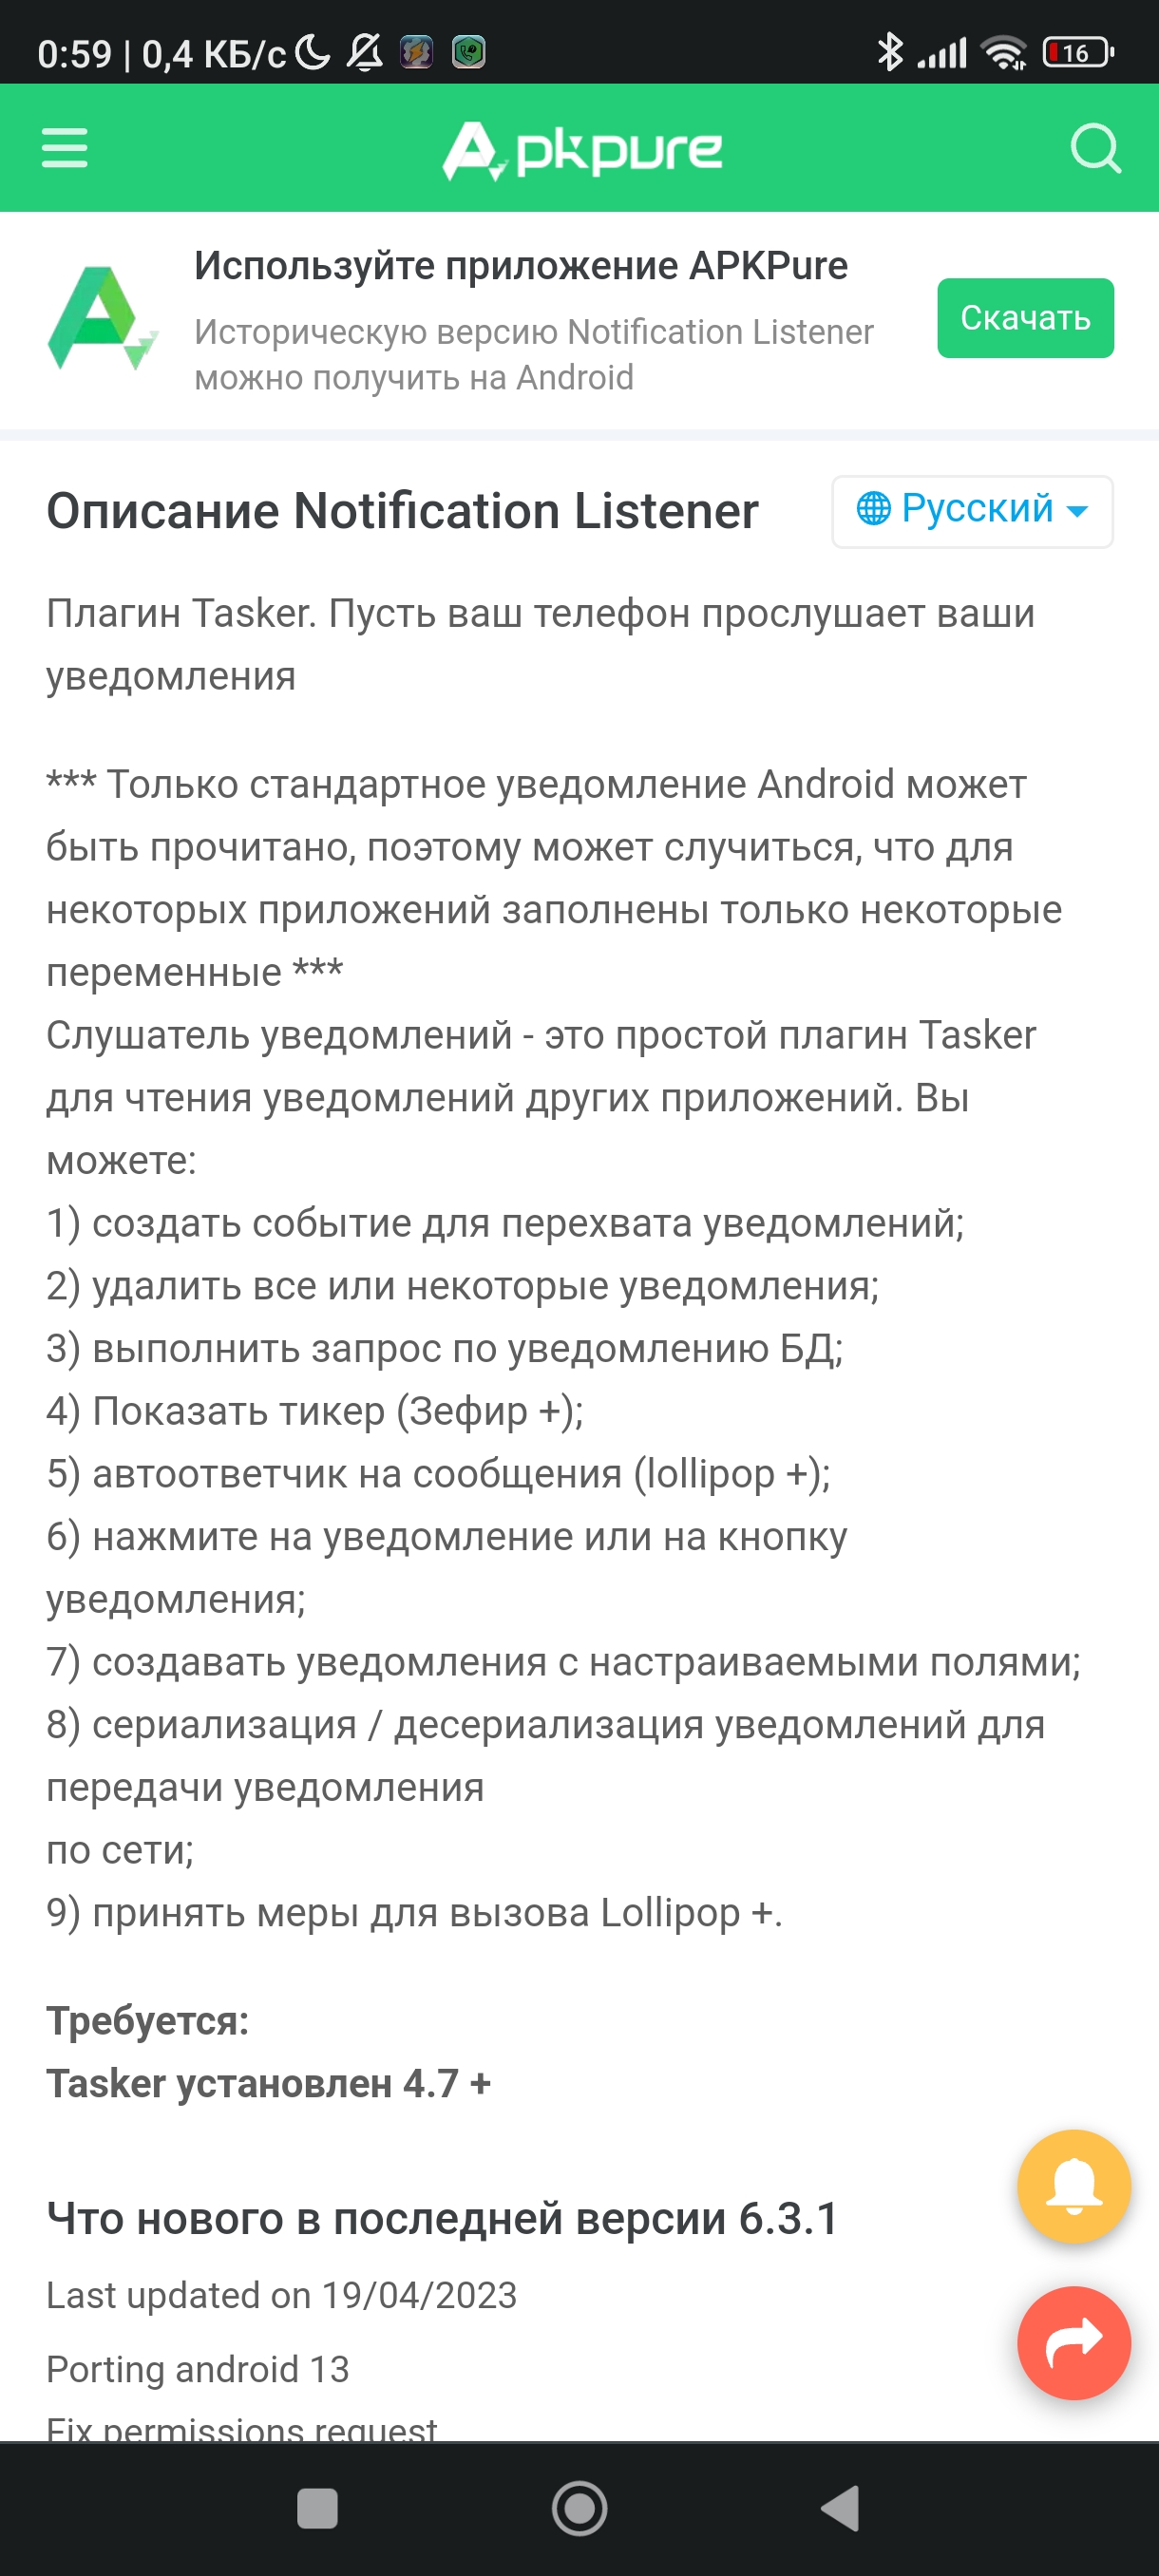 0:59 | 0,4 КБ/с
16
Apkpure
Используйте приложение APKPure
Историческую версию Notification Listener
можно получить на Android
Скачать
Описание Notification Listener
Русский
Плагин Tasker. Пусть ваш телефон прослушает ваши
уведомления
*** Только стандартное уведомление Android может
быть прочитано, поэтому может случиться, что для
некоторых приложений заполнены только некоторые
переменные ***
Слушатель уведомлений - это простой плагин Tasker
для чтения уведомлений других приложений. Вы
можете:
1) создать событие для перехвата уведомлений;
2) удалить все или некоторые уведомления;
3) выполнить запрос по уведомлению БД;
4) Показать тикер (Зефир +);
5) автоответчик на сообщения (lollipop +);
6) нажмите на уведомление или на кнопку
уведомления;
7) создавать уведомления с настраиваемыми полями;
8) сериализация / десериализация уведомлений для
передачи уведомления
по сети;
9) принять меры для вызова Lollipop +.
Требуется:
Tasker установлен 4.7 +
Что нового в последней версии 6.3.1
Last updated on 19/04/2023
Porting android 13
Fix permissions request